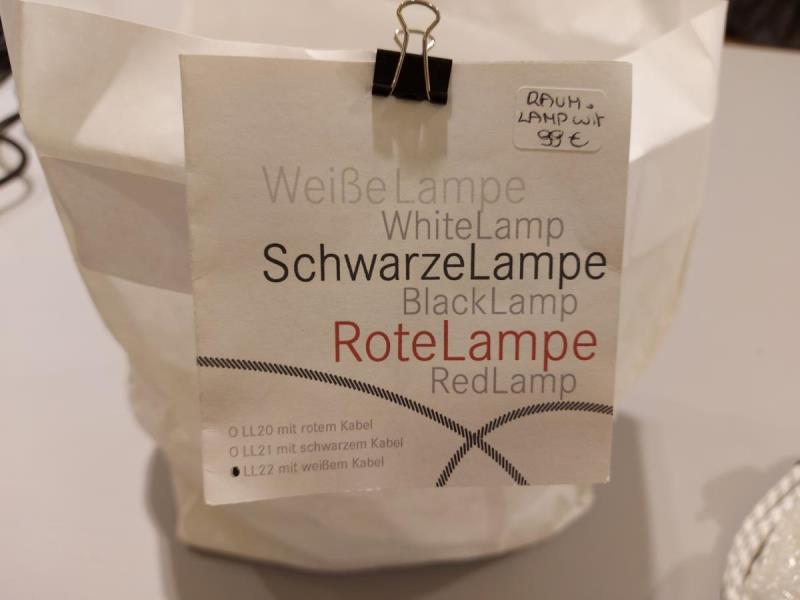 RAUM.
LAMP wit
99 €
WeißeLampe
WhiteLamp
SchwarzeLampe
BlackLamp
RoteLampe
RedLamp
O LL20 mit rotem Kabel
O LL21 mit schwarzem Kabel
LL22 mit weißem Kabel